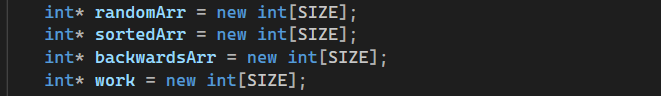 int* randomArr = new int[SIZE];
int* sortedArr = new int[SIZE];
int* backwardsArr = new int[SIZE];
int* work = new int[SIZE];